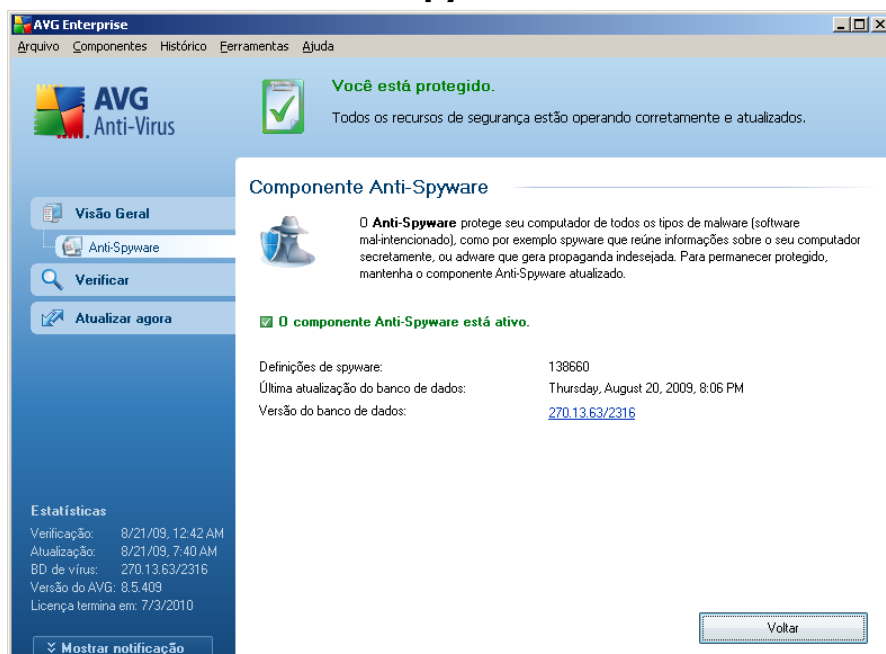 AVG Enterprise
Arquivo Componentes Histórico Ferramentas Ajuda
AVG
Anti-Virus
Você está protegido.
Todos os recursos de segurança estão operando corretamente e atualizados.
Visão Geral
Anti-Spyware
Verificar
Atualizar agora
Componente Anti-Spyware
O Anti-Spyware protege seu computador de todos os tipos de malware (software
mal-intencionado), como por exemplo spyware que reúne informações sobre o seu computador
secretamente, ou adware que gera propaganda indesejada. Para permanecer protegido,
mantenha o componente Anti-Spyware atualizado.
O componente Anti-Spyware está ativo.
Definições de spyware: 138660
Última atualização do banco de dados: Thursday, August 20, 2009, 8:06 PM
Versão do banco de dados: 270.13.63/2316
Estatísticas
Verificação: 8/21/09, 12:42 AM
Atualização: 8/21/09, 7:40 AM
BD de vírus: 270.13.63/2316
Versão do AVG: 8.5.409
Licença termina em: 7/3/2010
Mostrar notificação
Voltar